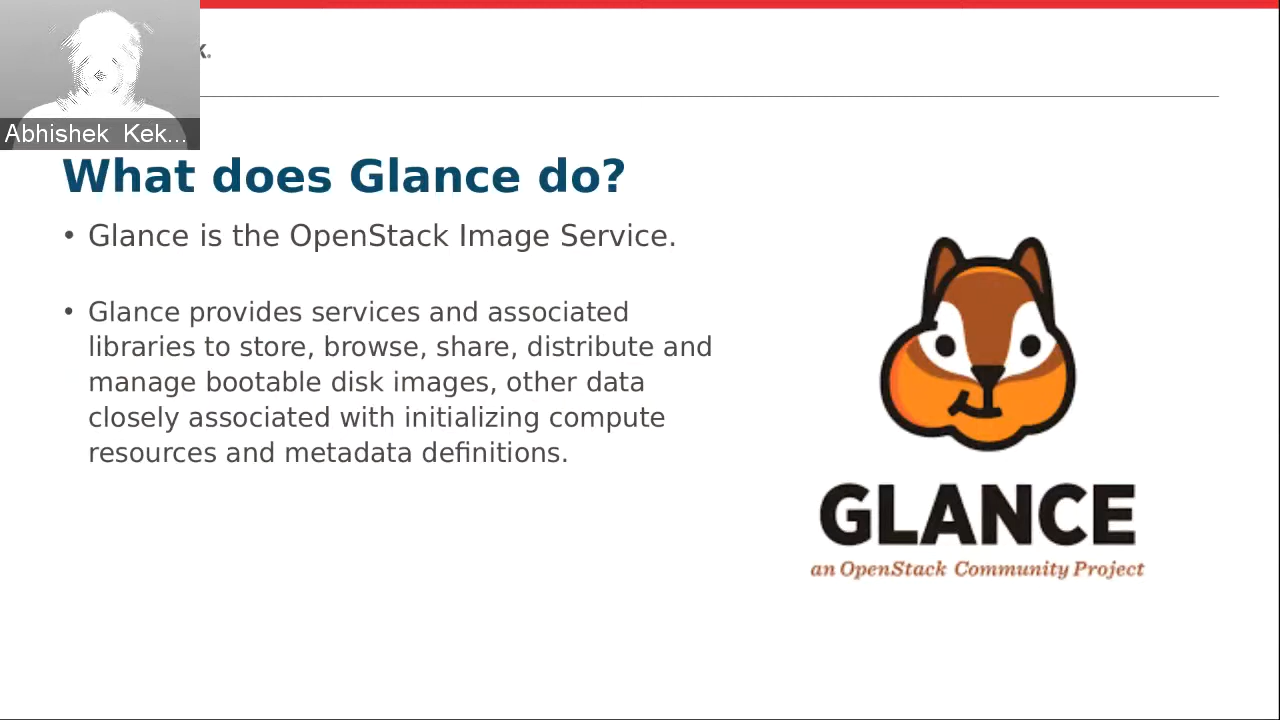 k.
Abhishek Kek...
What does Glance do?
• Glance is the OpenStack Image Service.
• Glance provides services and associated
libraries to store, browse, share, distribute and
manage bootable disk images, other data
closely associated with initializing compute
resources and metadata definitions.
GLANCE
an OpenStack Community Project